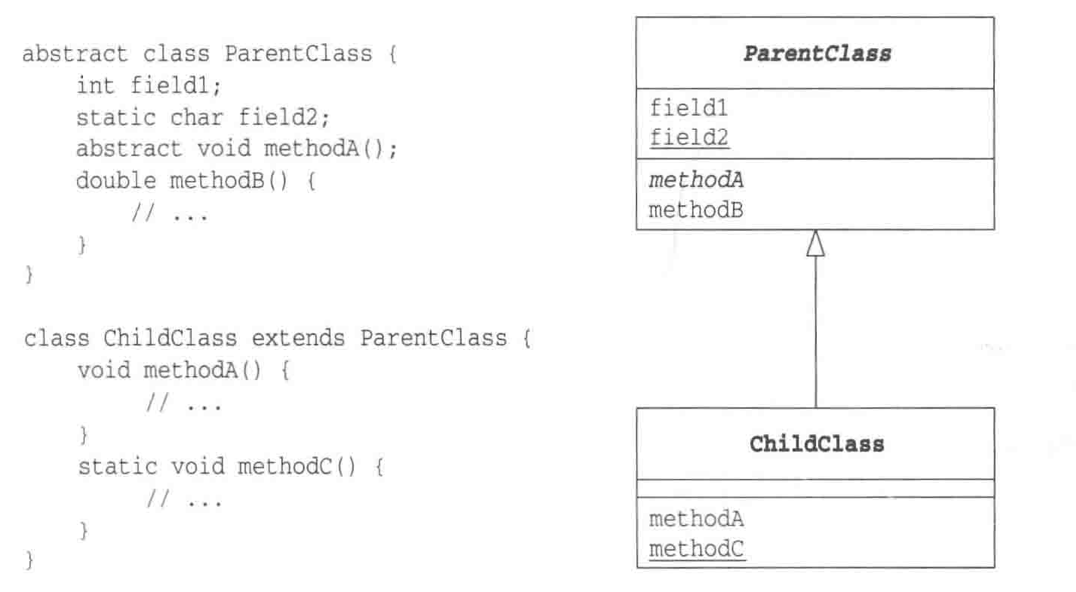 abstract class ParentClass {
    int field1;
    static char field2;
    abstract void methodA();
    double methodB() {
        // ...
    }
}
class ChildClass extends ParentClass {
    void methodA() {
        // ...
    }
    static void methodC() {
        // ...
    }
}
ParentClass
field1
field2
methodA
methodB
ChildClass
methodA
methodC